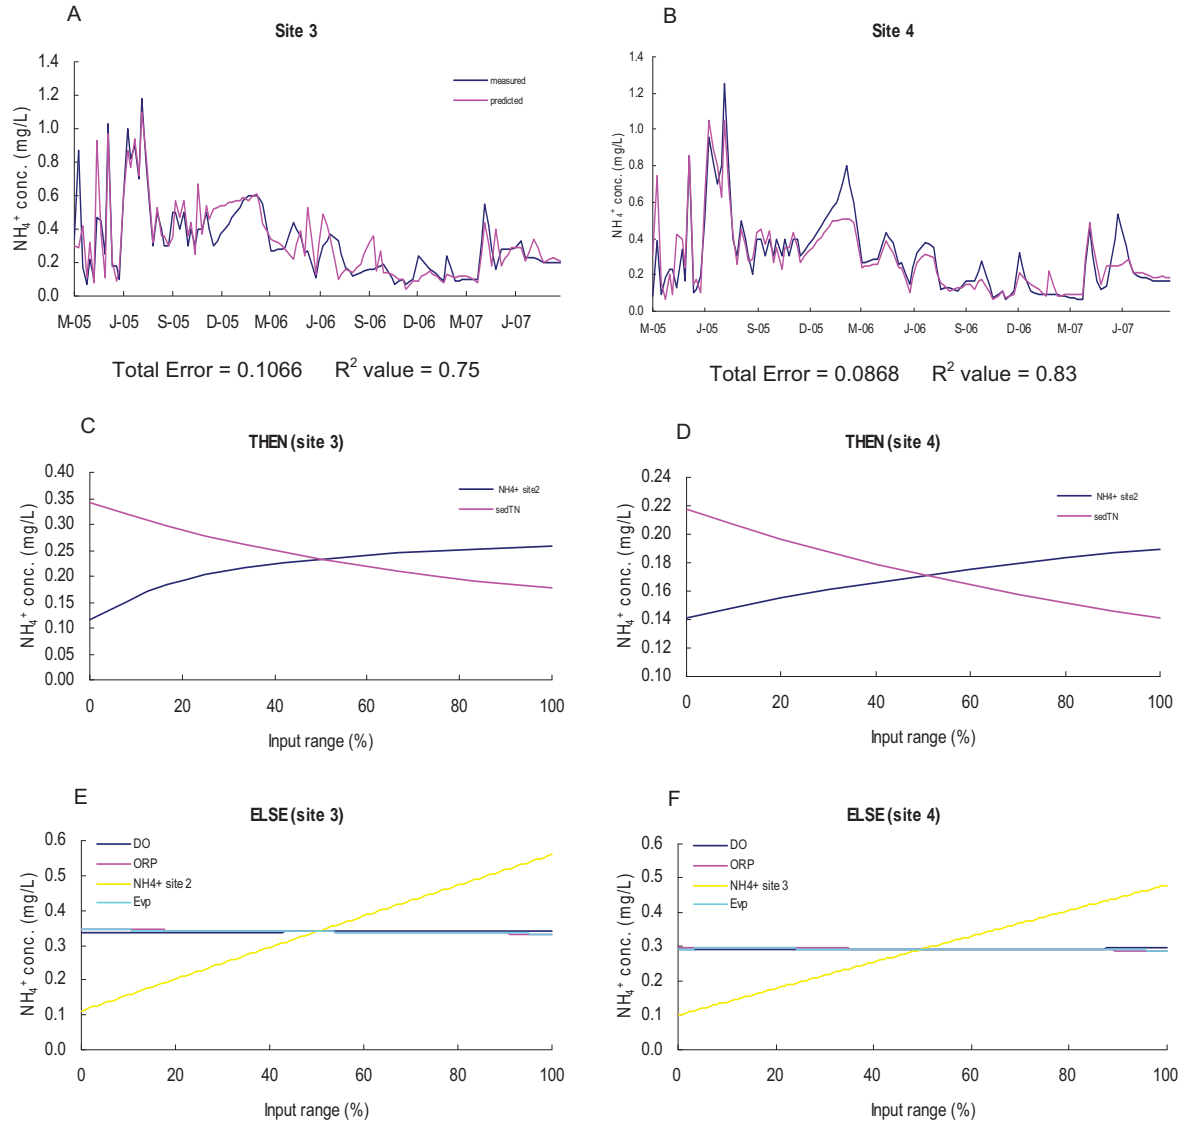 A
Site 3
1.4
1.2
1.0
0.8
0.6
0.4
0.2
0.0
NH₄⁺ conc. (mg/L)
measured
predicted
M-05 J-05 S-05 D-05 M-06 J-06 S-06 D-06 M-07 J-07
Total Error = 0.1066 R² value = 0.75
B
Site 4
1.4
1.2
1.0
0.8
0.6
0.4
0.2
0.0
NH₄⁺ conc. (mg/L)
M-05 J-05 S-05 D-05 M-06 J-06 S-06 D-06 M-07 J-07
Total Error = 0.0868 R² value = 0.83
C
THEN (site 3)
0.40
0.35
0.30
0.25
0.20
0.15
0.10
0.05
0.00
NH₄⁺ conc. (mg/L)
NH4+ site2
sedTN
0 20 40 60 80 100
Input range (%)
D
THEN (site 4)
0.24
0.22
0.20
0.18
0.16
0.14
0.12
0.10
NH₄⁺ conc. (mg/L)
NH4+ site2
sedTN
0 20 40 60 80 100
Input range (%)
E
ELSE (site 3)
0.6
0.5
0.4
0.3
0.2
0.1
0.0
NH₄⁺ conc. (mg/L)
DO
ORP
NH4+ site 2
Evp
0 20 40 60 80 100
Input range (%)
F
ELSE (site 4)
0.6
0.5
0.4
0.3
0.2
0.1
0.0
NH₄⁺ conc. (mg/L)
DO
ORP
NH4+ site 3
Evp
0 20 40 60 80 100
Input range (%)